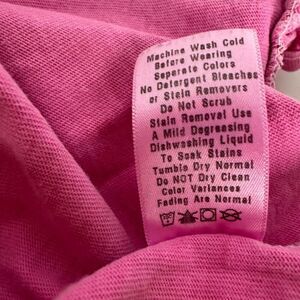 Machine Wash Cold
Before Wearing
Separate Colors
No Detergent Bleaches
or Stain Removers
Do Not Scrub
Stain Removal Use
A Mild Degreasing
Dishwashing Liquid
To Soak Stains
Tumble Dry Normal
Do NOT Dry Clean
Color Variances
Fading Are Normal